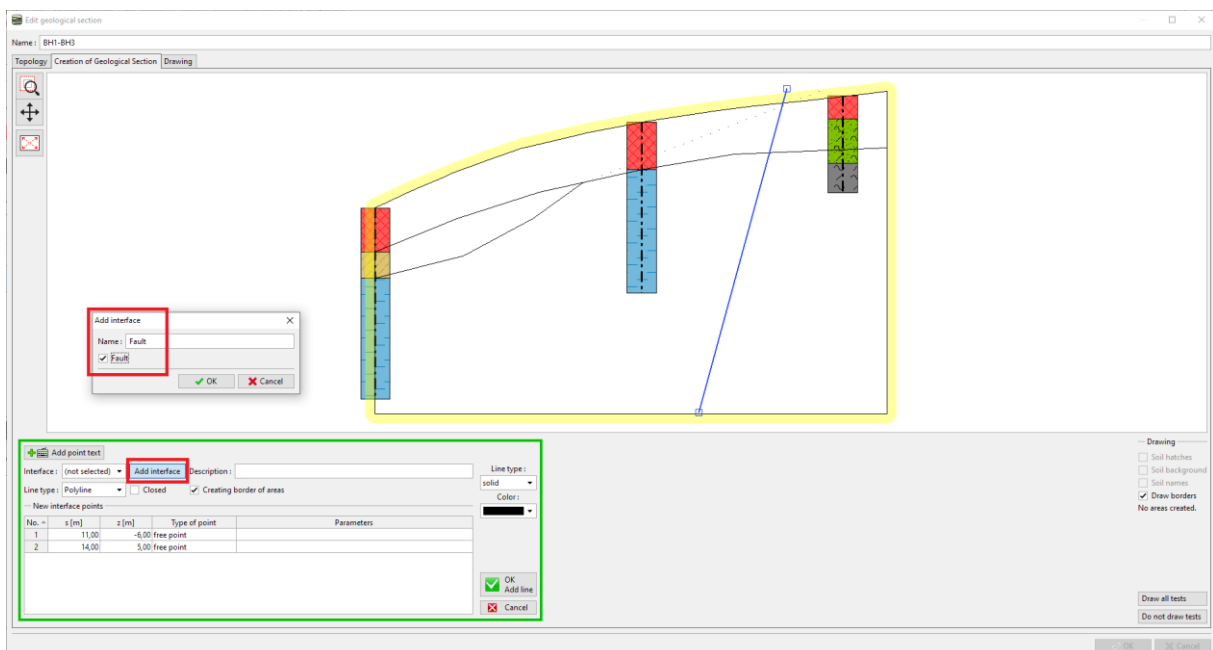 Edit geological section
Name : BH1-BH3
Topology Creation of Geological Section Drawing
Add interface
Name : Fault
Fault
OK Cancel
Add point text
Interface : (not selected) Add interface Description :
Line type : Polyline Closed Creating border of areas
New interface points
No. s [m] z [m] Type of point Parameters
1 11,00 -6,00 free point
2 14,00 5,00 free point
Line type :
solid
Color :
OK
Add line
Cancel
Drawing
Soil hatches
Soil background
Soil names
Draw borders
No areas created.
Draw all tests
Do not draw tests
OK Cancel